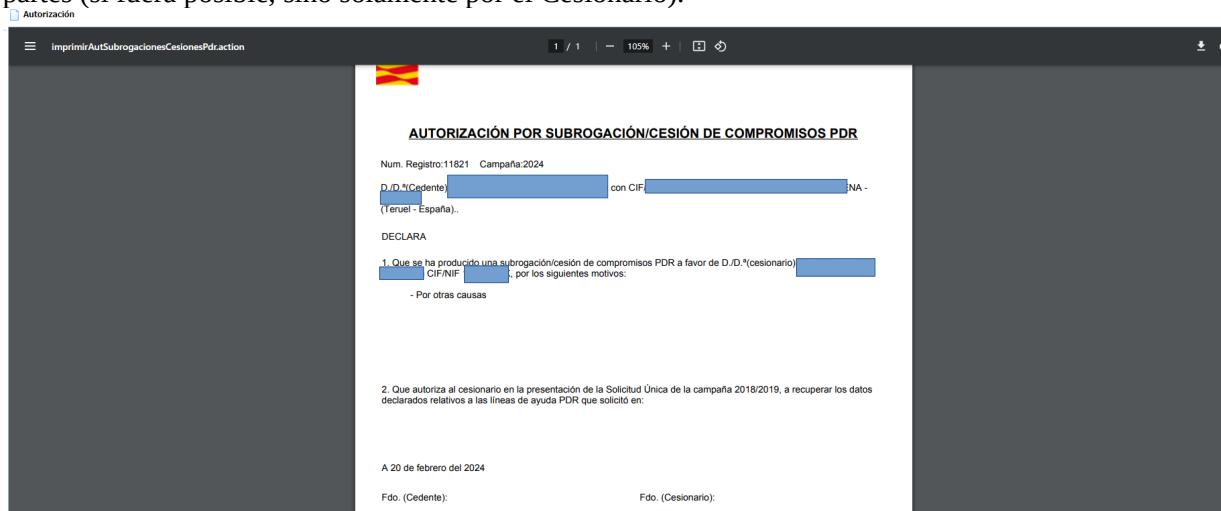 partes (si fuera posible, sino solamente por el Cesionario).
Autorización
imprimirAutSubrogacionesCesionesPdr.action 1 / 1 105%
AUTORIZACIÓN POR SUBROGACIÓN/CESIÓN DE COMPROMISOS PDR
Num. Registro:11821 Campaña:2024
D./D.ª(Cedente) con CIF/ ENA -
(Teruel - España)..
DECLARA
1. Que se ha producido una subrogación/cesión de compromisos PDR a favor de D./D.ª(cesionario)
CIF/NIF , por los siguientes motivos:
- Por otras causas
2. Que autoriza al cesionario en la presentación de la Solicitud Única de la campaña 2018/2019, a recuperar los datos
declarados relativos a las líneas de ayuda PDR que solicitó en:
A 20 de febrero del 2024
Fdo. (Cedente): Fdo. (Cesionario):